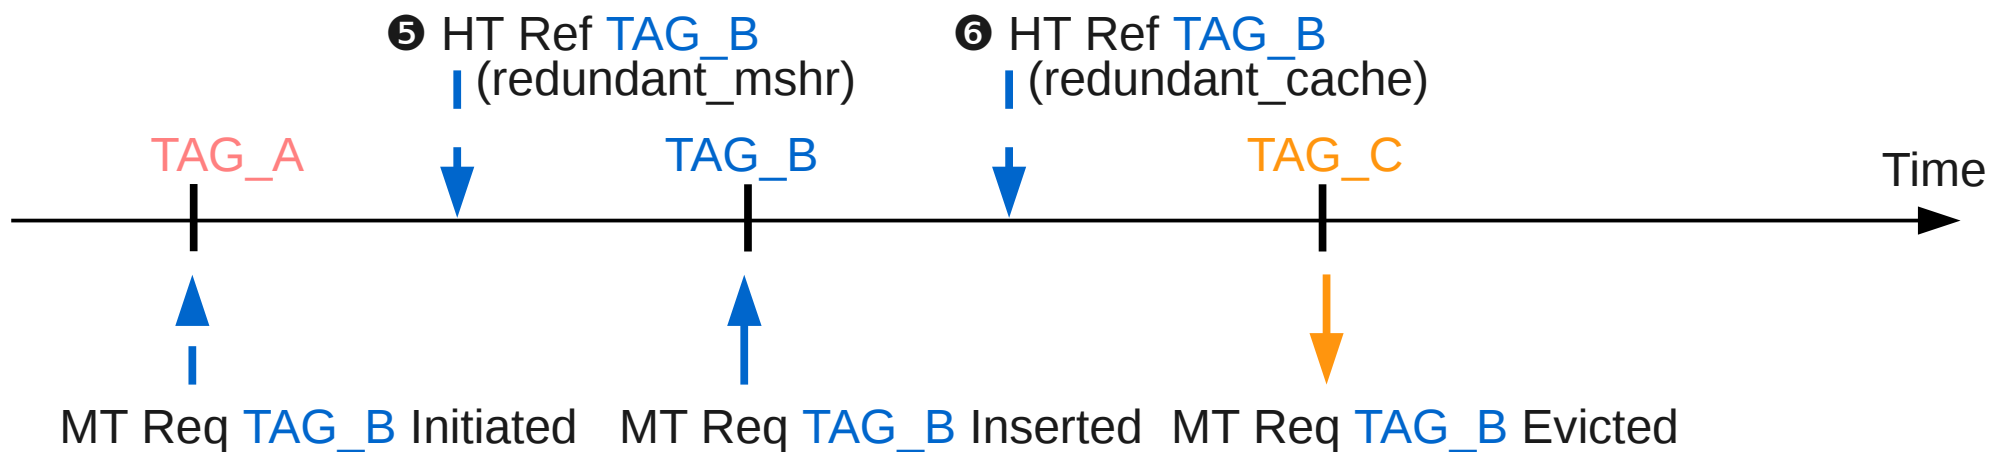 ❺ HT Ref TAG_B
(redundant_mshr)
❻ HT Ref TAG_B
(redundant_cache)
TAG_A
TAG_B
TAG_C
Time
MT Req TAG_B Initiated
MT Req TAG_B Inserted
MT Req TAG_B Evicted